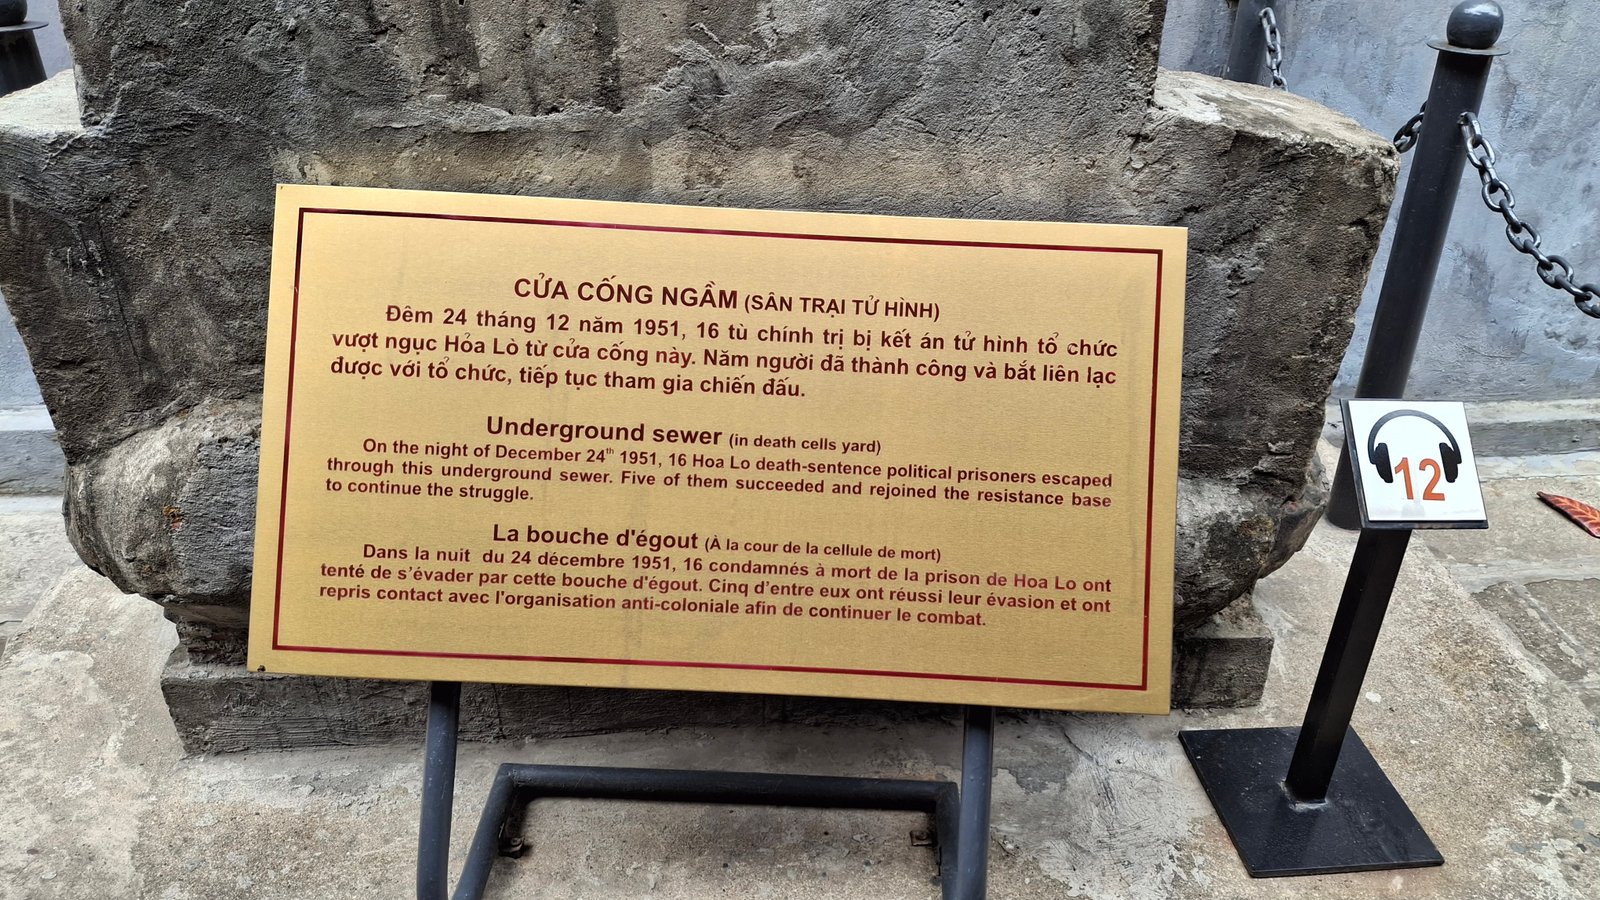 CỬA CỐNG NGẦM (SÂN TRẠI TỬ HÌNH)
Đêm 24 tháng 12 năm 1951, 16 tù chính trị bị kết án tử hình tổ chức
vượt ngục Hỏa Lò từ cửa cống này. Năm người đã thành công và bắt liên lạc
được với tổ chức, tiếp tục tham gia chiến đấu.
Underground sewer (in death cells yard)
On the night of December 24th 1951, 16 Hoa Lo death-sentence political prisoners escaped
through this underground sewer. Five of them succeeded and rejoined the resistance base
to continue the struggle.
La bouche d'égout (À la cour de la cellule de mort)
Dans la nuit du 24 décembre 1951, 16 condamnés à mort de la prison de Hoa Lo ont
tenté de s’évader par cette bouche d'égout. Cinq d’entre eux ont réussi leur évasion et ont
repris contact avec l'organisation anti-coloniale afin de continuer le combat.
12